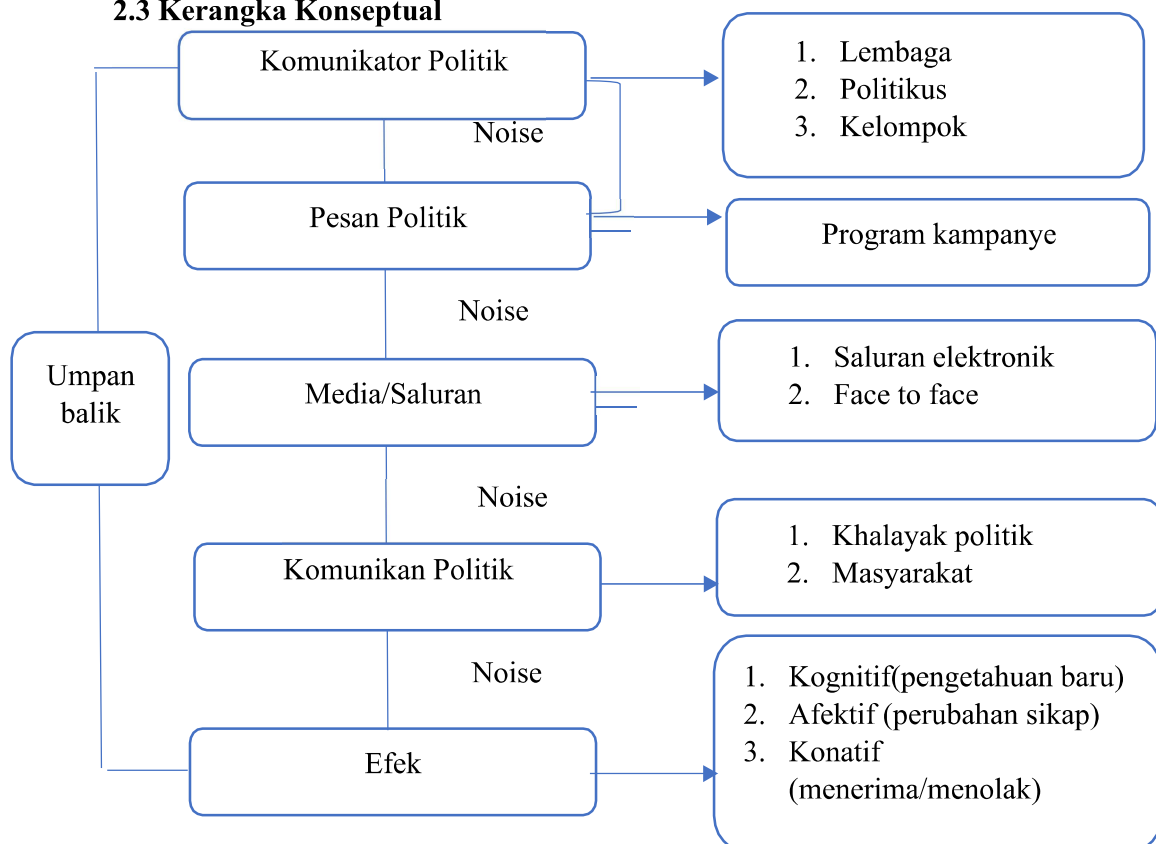 2.3 Kerangka Konseptual
Komunikator Politik
1. Lembaga
2. Politikus
3. Kelompok
Noise
Pesan Politik
Program kampanye
Noise
Umpan
balik
Media/Saluran
1. Saluran elektronik
2. Face to face
Noise
Komunikan Politik
1. Khalayak politik
2. Masyarakat
Noise
Efek
1. Kognitif(pengetahuan baru)
2. Afektif (perubahan sikap)
3. Konatif
(menerima/menolak)